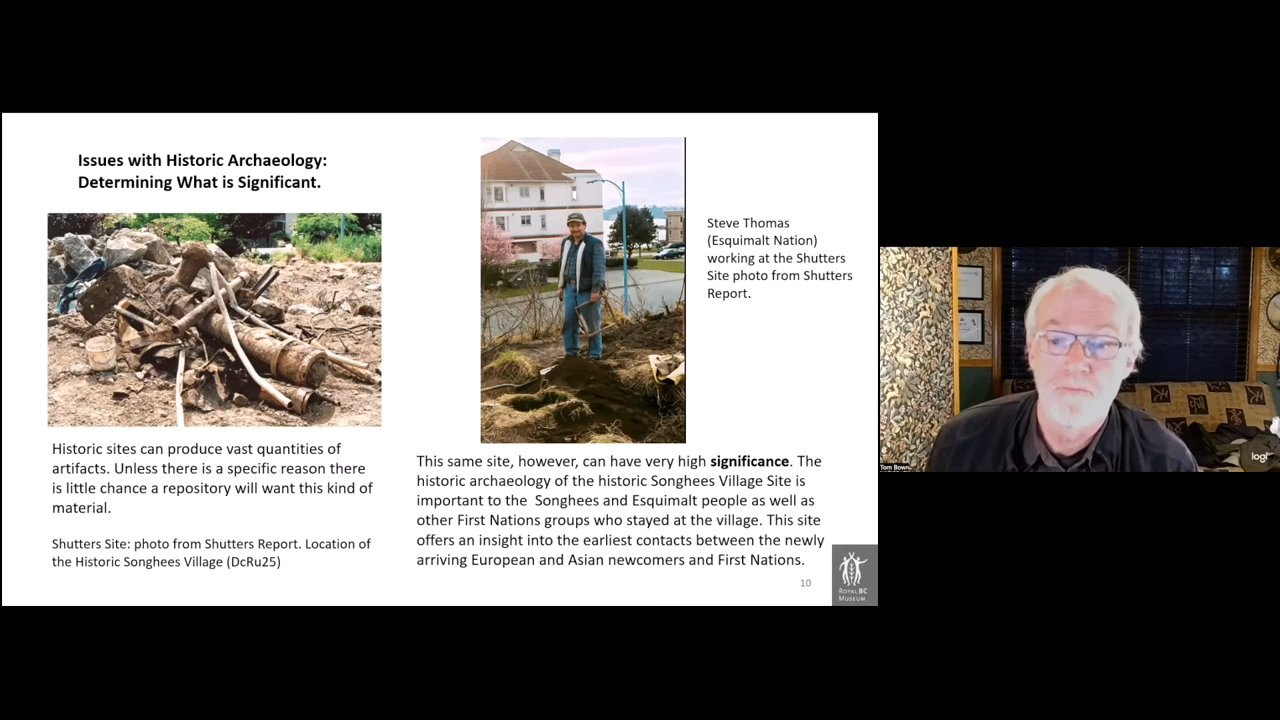 Issues with Historic Archaeology:
Determining What is Significant.
Historic sites can produce vast quantities of
artifacts. Unless there is a specific reason there
is little chance a repository will want this kind of
material.
Shutters Site: photo from Shutters Report. Location of
the Historic Songhees Village (DcRu25)
Steve Thomas
(Esquimalt Nation)
working at the Shutters
Site photo from Shutters
Report.
This same site, however, can have very high significance. The
historic archaeology of the historic Songhees Village Site is
important to the Songhees and Esquimalt people as well as
other First Nations groups who stayed at the village. This site
offers an insight into the earliest contacts between the newly
arriving European and Asian newcomers and First Nations.
10
ROYAL BC
MUSEUM
Tom Bown
logi